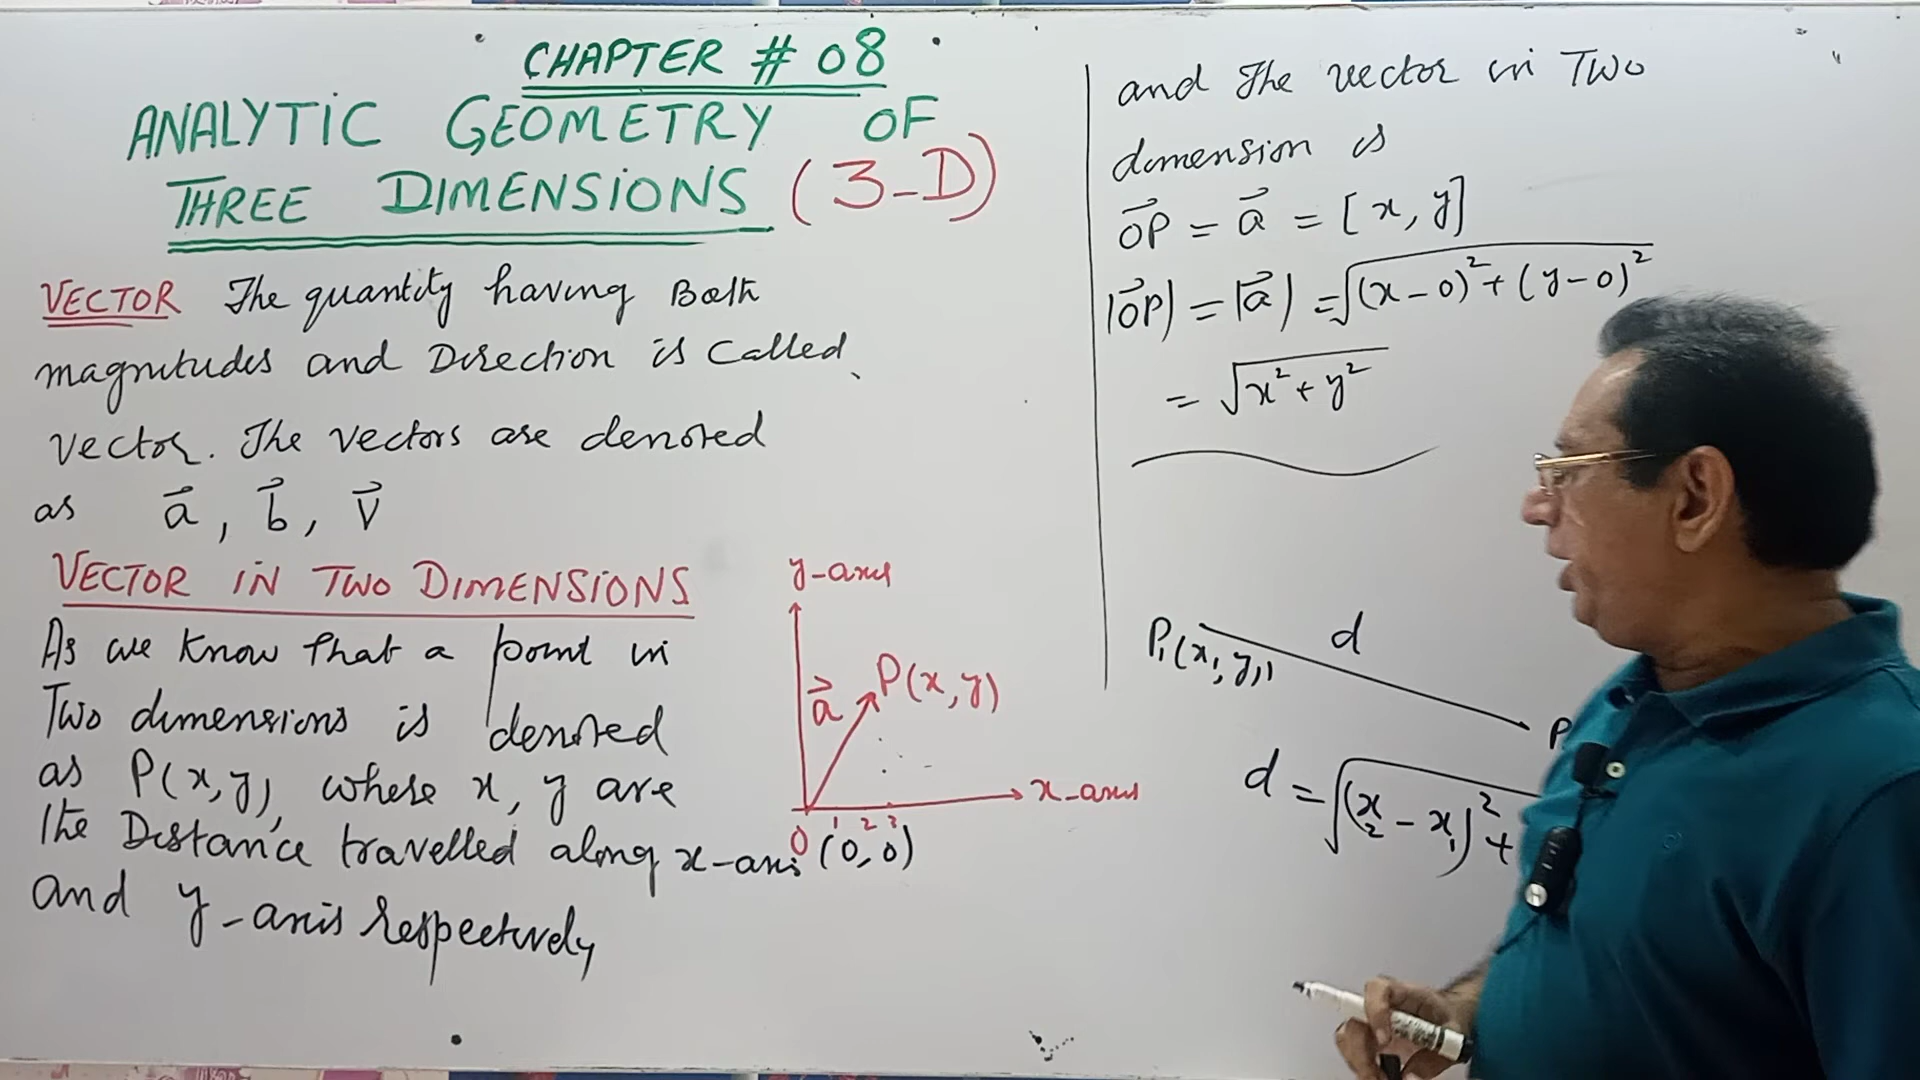 CHAPTER # 08
ANALYTIC GEOMETRY OF
THREE DIMENSIONS (3-D)
VECTOR The quantity having Both
magnitudes and Direction is Called
vector. The vectors are denoted
as a⃗, b⃗, v⃗
VECTOR IN TWO DIMENSIONS
As we know that a point in
Two dimensions is denoted
as P(x,y), where x, y are
the Distance travelled along x-axis
and y-axis respectively
y-axis
a⃗
P(x,y)
x-axis
1 2 3
O (0,0)
and the vector in Two
dimension is
O⃗P = a⃗ = [x, y]
|O⃗P| = |a⃗| = √(x-0)² + (y-0)²
= √x² + y²
d
P₁(x₁, y₁)
P
d = √(x₂ - x₁)² +